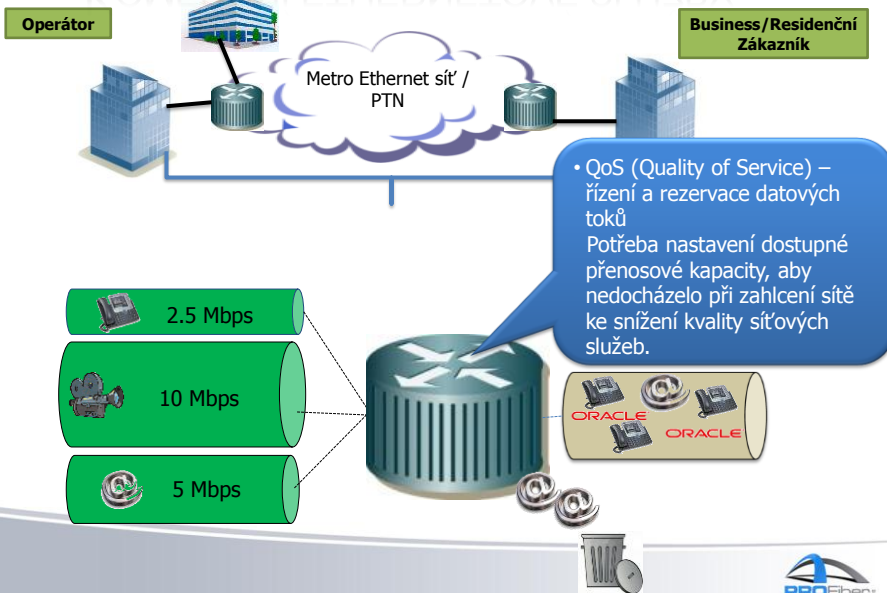 Operátor
Business/Residenční
Zákazník
Metro Ethernet síť /
PTN
• QoS (Quality of Service) –
řízení a rezervace datových
toků
Potřeba nastavení dostupné
přenosové kapacity, aby
nedocházelo při zahlcení sítě
ke snížení kvality síťových
služeb.
2.5 Mbps
10 Mbps
5 Mbps
@
@
ORACLE
ORACLE
@
@
PROFiber